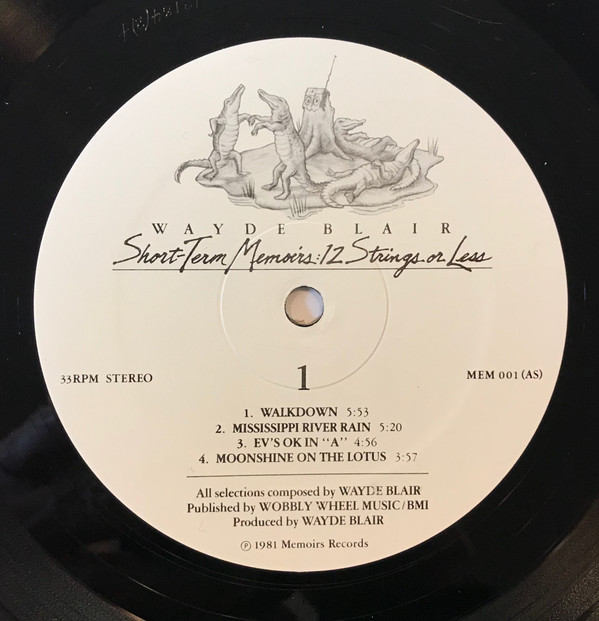 WAYDE BLAIR
Short-Term Memoirs: 12 Strings or Less
33RPM STEREO
1
MEM 001 (AS)
1. WALKDOWN 5:53
2. MISSISSIPPI RIVER RAIN 5:20
3. EV'S OK IN "A" 4:56
4. MOONSHINE ON THE LOTUS 3:57
All selections composed by WAYDE BLAIR
Published by WOBBLY WHEEL MUSIC/BMI
Produced by WAYDE BLAIR
℗ 1981 Memoirs Records